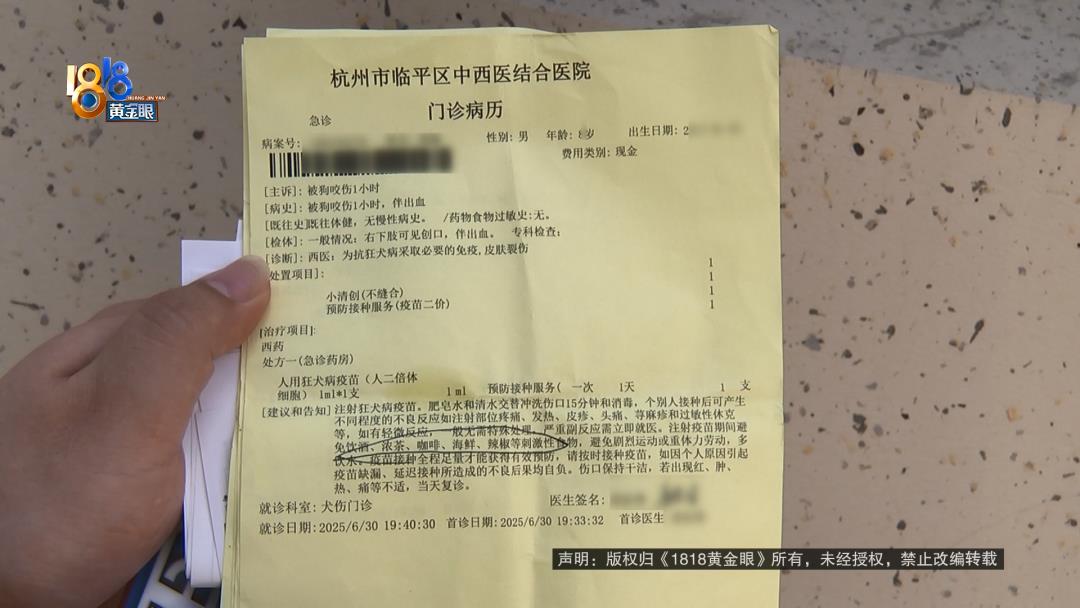 1818
HUANG JIN YAN
黄金眼
杭州市临平区中西医结合医院
门诊病历
急诊
病案号:
性别: 男 年龄: 8岁 出生日期: 2
费用类别: 现金
[主诉]: 被狗咬伤1小时
[病史]: 被狗咬伤1小时, 伴出血
[既往史]既往体健, 无慢性病史。 /药物食物过敏史:无。
[检体]: 一般情况: 右下肢可见创口, 伴出血。 专科检查:
[诊断]: 西医: 为抗狂犬病采取必要的免疫,皮肤裂伤
处置项目]:
1
1
小清创(不缝合) 1
预防接种服务(疫苗二价) 1
[治疗项目]:
西药
处方一(急诊药房)
人用狂犬病疫苗（人二倍体
细胞） 1ml*1支 1 ml 预防接种服务( 一次 1天 1 支
[建议和告知] 注射狂犬病疫苗。肥皂水和清水交替冲洗伤口15分钟和消毒, 个别人接种后可产生
不同程度的不良反应如注射部位疼痛、发热、皮疹、头痛、荨麻疹和过敏性休克
等, 如有轻微反应, 一般无需特殊处理, 严重副反应需立即就医。注射疫苗期间避
免饮酒、浓茶、咖啡、海鲜、辣椒等刺激性食物, 避免剧烈运动或重体力劳动, 多
饮水。疫苗接种全程足量才能获得有效预防, 请按时接种疫苗, 如因个人原因引起
疫苗缺漏、延迟接种所造成的不良后果均自负。伤口保持干洁, 若出现红、肿、
热、痛等不适, 当天复诊。
就诊科室: 犬伤门诊 医生签名:
就诊日期:2025/6/30 19:40:30 首诊日期:2025/6/30 19:33:32 首诊医生
声明：版权归《1818黄金眼》所有，未经授权，禁止改编转载